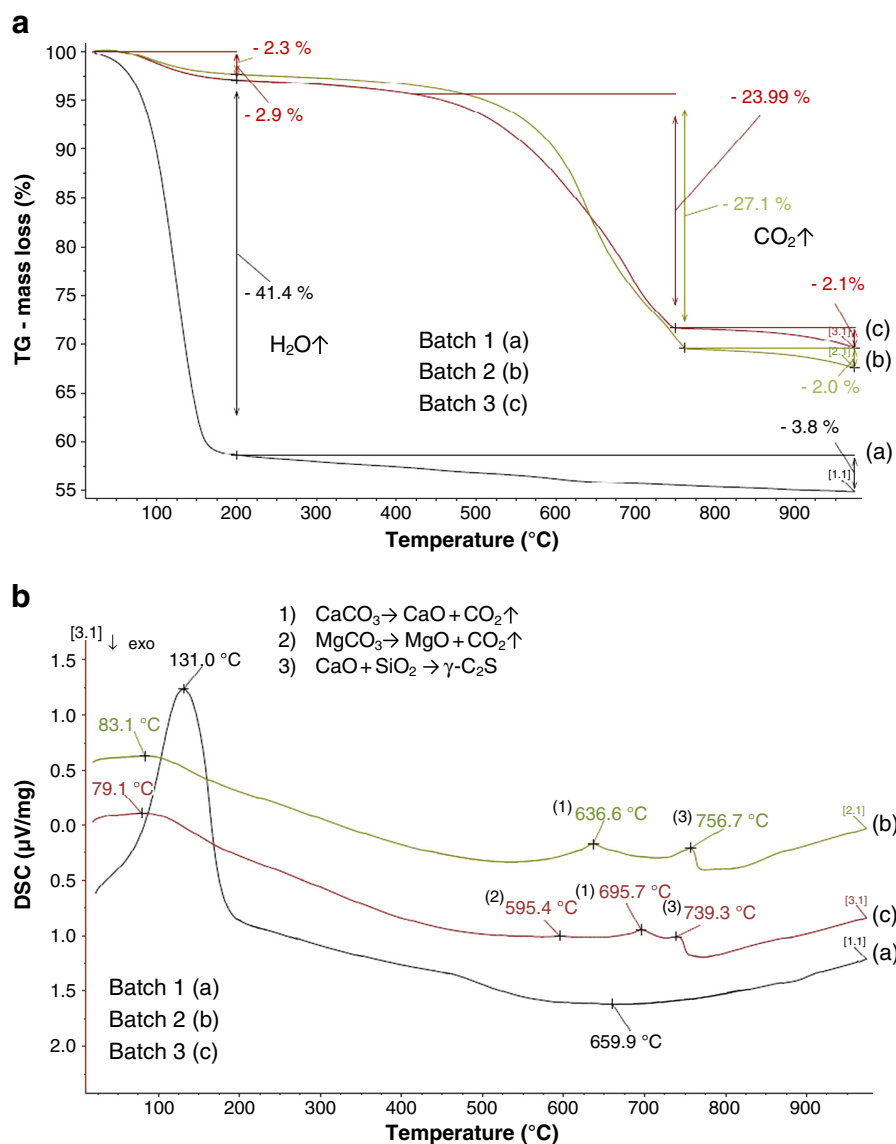 a
100
95
90
85
80
75
70
65
60
55
TG - mass loss (%)
- 2.3 %
- 2.9 %
- 41.4 %
H₂O↑
- 23.99 %
- 27.1 %
CO₂↑
- 2.1%
[3.1]
(c)
[2.1]
(b)
- 2.0 %
- 3.8 %
(a)
[1.1]
Batch 1 (a)
Batch 2 (b)
Batch 3 (c)
100 200 300 400 500 600 700 800 900
Temperature (°C)
b
1) CaCO₃→ CaO + CO₂↑
2) MgCO₃→ MgO + CO₂↑
3) CaO + SiO₂ → γ-C₂S
[3.1] ↓ exo
1.5
1.0
0.5
0.0
0.5
1.0
1.5
2.0
DSC (µV/mg)
131.0 °C
83.1 °C
79.1 °C
(1) 636.6 °C
(3) 756.7 °C
[2.1]
(b)
(2) 595.4 °C
(1) 695.7 °C
(3) 739.3 °C
[3.1]
(c)
[1.1]
(a)
659.9 °C
Batch 1 (a)
Batch 2 (b)
Batch 3 (c)
100 200 300 400 500 600 700 800 900
Temperature (°C)